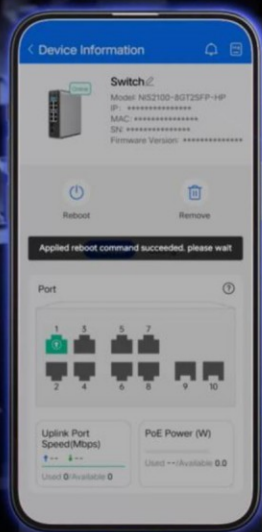 Device Information
Switch
Model: NIS2100-8GT2SFP-HP
IP: ***************
MAC: ***************
SN: ***************
Firmware Version: ***************
Reboot
Remove
Applied reboot command succeeded. please wait
Port
1 3 5 7
2 4 6 8 9 10
Uplink Port
Speed(Mbps)
⬆-- ⬇--
Used 0/Available 0
PoE Power (W)
Used --/Available 0.0